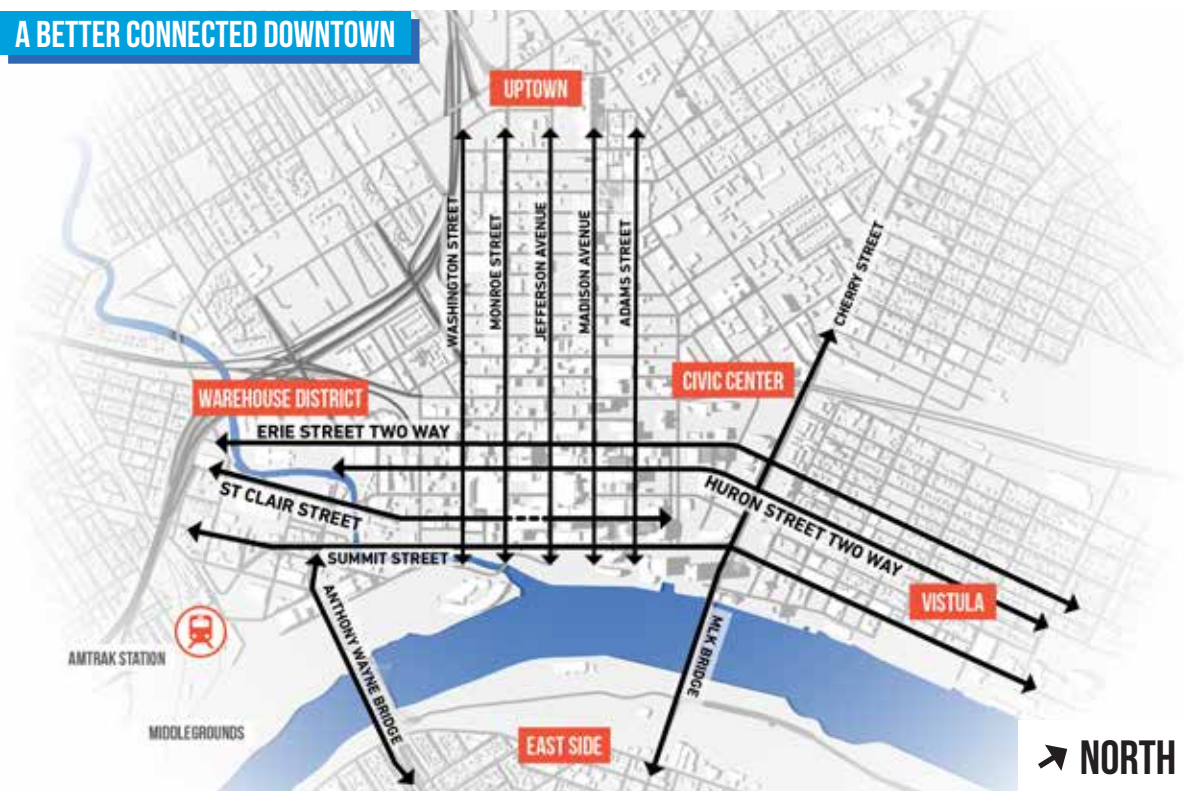 A BETTER CONNECTED DOWNTOWN
UPTOWN
WASHINGTON STREET
MONROE STREET
JEFFERSON AVENUE
MADISON AVENUE
ADAMS STREET
CHERRY STREET
CIVIC CENTER
WAREHOUSE DISTRICT
ERIE STREET TWO WAY
ST CLAIR STREET
HURON STREET TWO WAY
SUMMIT STREET
VISTULA
ANTHONY WAYNE BRIDGE
MLK BRIDGE
AMTRAK STATION
MIDDLEGROUNDS
EAST SIDE
NORTH